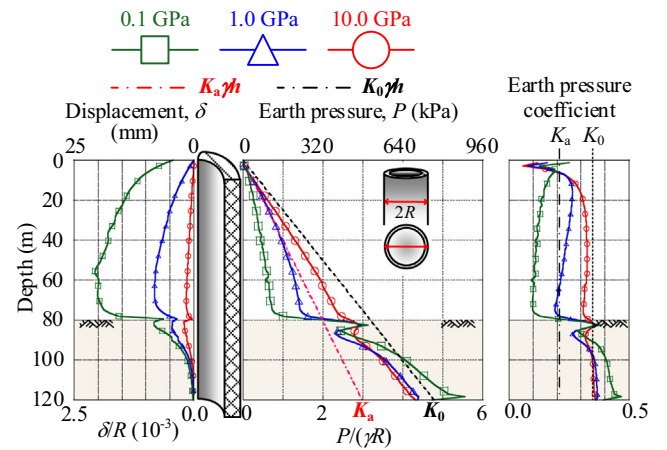 0.1 GPa 1.0 GPa 10.0 GPa
Kₐγh K₀γh
Displacement, δ (mm)
Earth pressure, P (kPa)
Earth pressure coefficient
Kₐ K₀
25 0
0 320 640 960
Depth (m)
0
20
40
60
80
100
120
2R
Kₐ K₀
2.5 0.0
0 2 4 6
0.0 0.5
δ/R (10⁻³)
P/(γR)